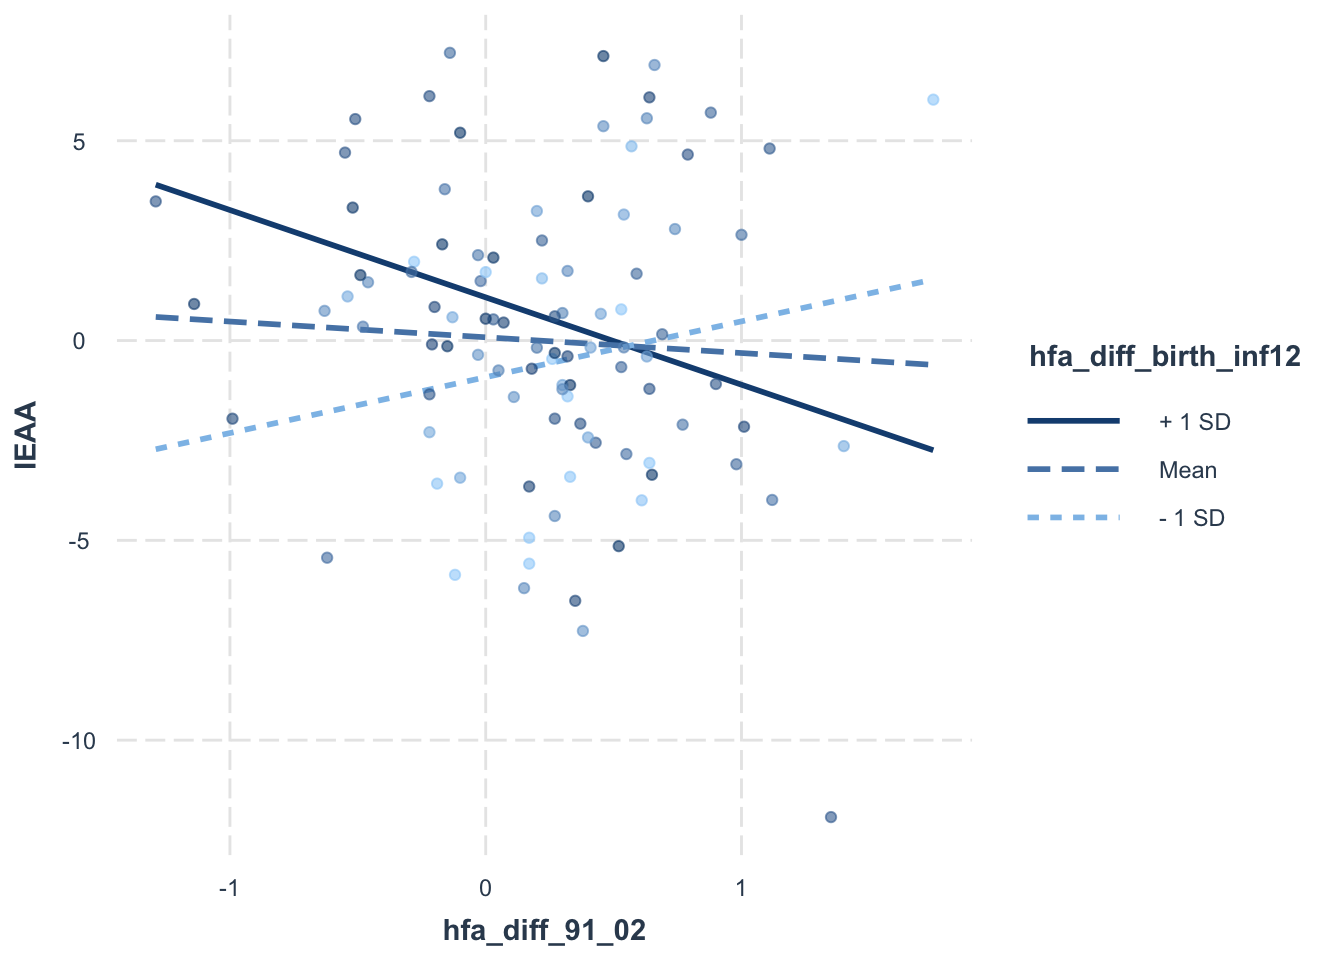 5
0
-5
-10
-1
0
1
IEAA
hfa_diff_91_02
hfa_diff_birth_inf12
+ 1 SD
Mean
- 1 SD